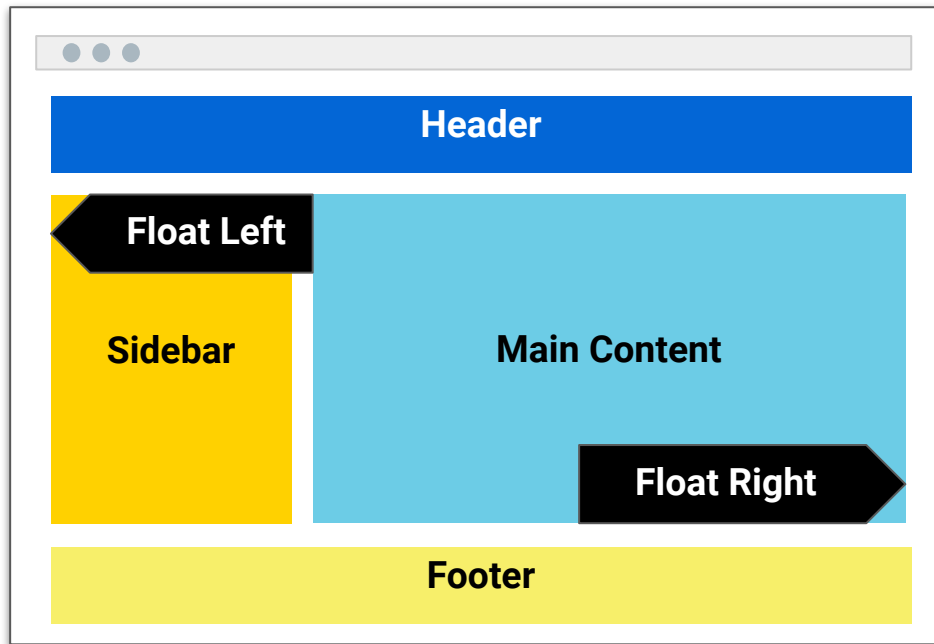 Header
Float Left
Sidebar
Main Content
Float Right
Footer